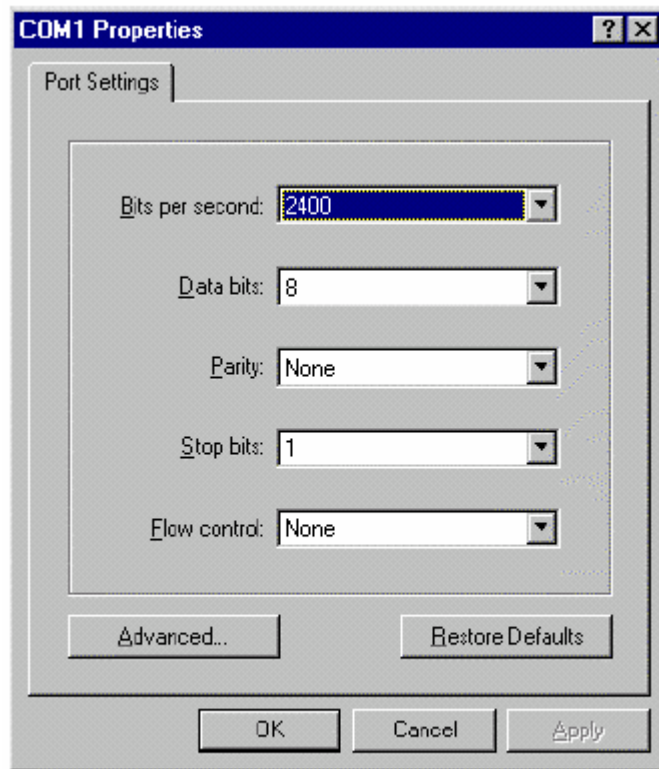 COM1 Properties
Port Settings
Bits per second: 2400
Data bits: 8
Parity: None
Stop bits: 1
Flow control: None
Advanced... Restore Defaults
OK Cancel Apply